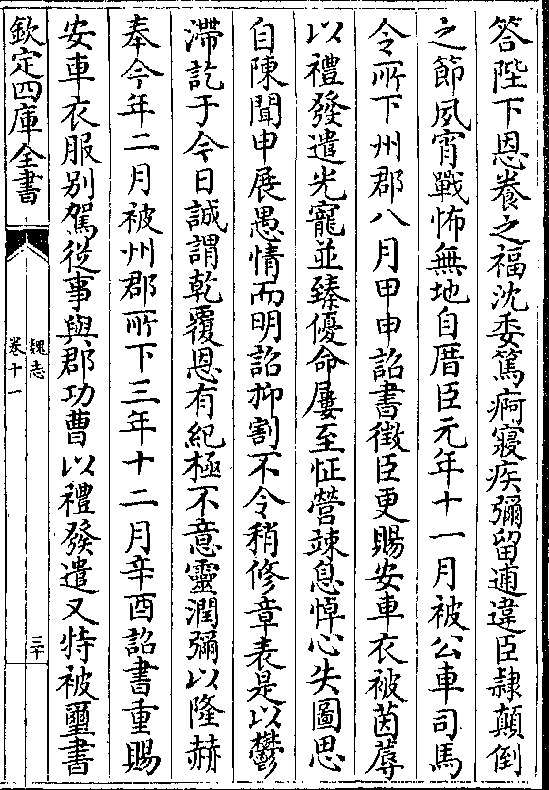 答陛下恩養之福沈委篤痾寢疾彌留逋違臣隸顛倒
之節夙宵戰怖無地自厝臣元年十一月被公車司馬
令所下州郡八月甲申詔書徵臣更賜安車衣被茵蓐
以禮發遣光寵並臻優命屢至怔營竦息悼心失圖思
自陳聞申展愚情而明詔抑割不令稍修章表是以鬱
滯訖于今日誠謂乾覆恩有紀極不意靈潤彌以隆赫
奉今年二月被州郡所下三年十二月辛酉詔書重賜
安車衣服别駕從事與郡功曹以禮發遣又特被璽書
欽定四庫全書
魏志
卷十一
三十